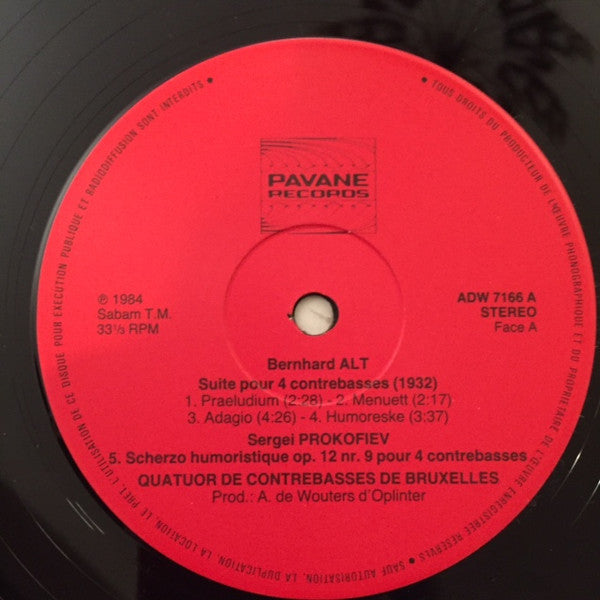 PAVANE
RECORDS
℗ 1984
Sabam T.M.
33⅓ RPM
ADW 7166 A
STEREO
Face A
Bernhard ALT
Suite pour 4 contrebasses (1932)
1. Praeludium (2:28) - 2. Menuett (2:17)
3. Adagio (4:26) - 4. Humoreske (3:37)
Sergei PROKOFIEV
5. Scherzo humoristique op. 12 nr. 9 pour 4 contrebasses
QUATUOR DE CONTREBASSES DE BRUXELLES
Prod.: A. de Wouters d'Oplinter
• TOUS DROITS DU PRODUCTEUR DE L'ŒUVRE PHONOGRAPHIQUE ET DU PROPRIETAIRE DE L'ŒUVRE ENREGISTREE RESERVES • SAUF AUTORISATION, LA DUPLICATION, LA LOCATION, LE PRET, L'UTILISATION DE CE DISQUE POUR EXECUTION PUBLIQUE ET RADIODIFFUSION SONT INTERDITS •